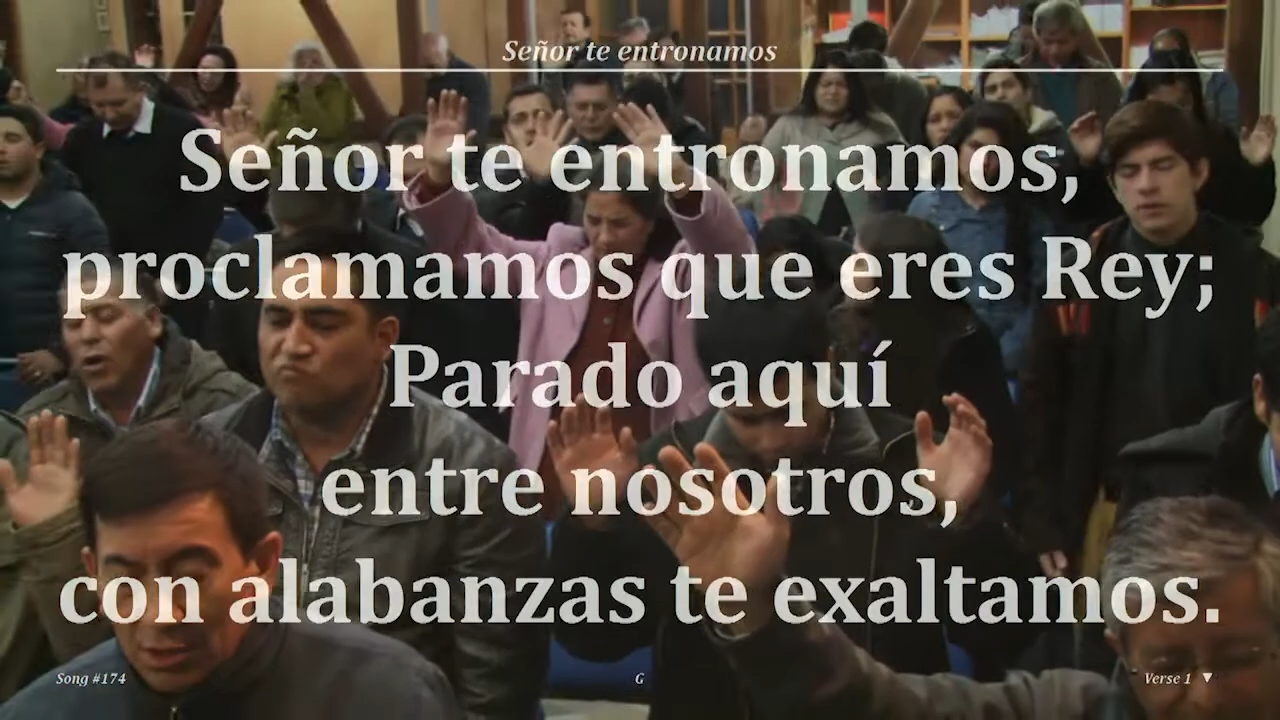 Señor te entronamos
Señor te entronamos,
proclamamos que eres Rey;
Parado aquí
entre nosotros,
con alabanzas te exaltamos.
Song #174
G
Verse 1 ▼